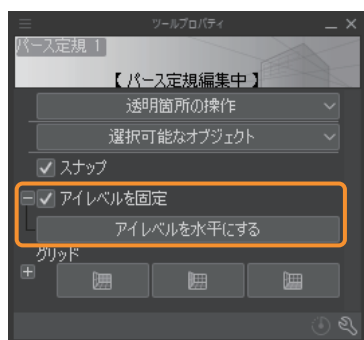 ツールプロパティ
パース定規 1
【 パース定規編集中 】
透明箇所の操作
選択可能なオブジェクト
スナップ
アイレベルを固定
アイレベルを水平にする
グリッド